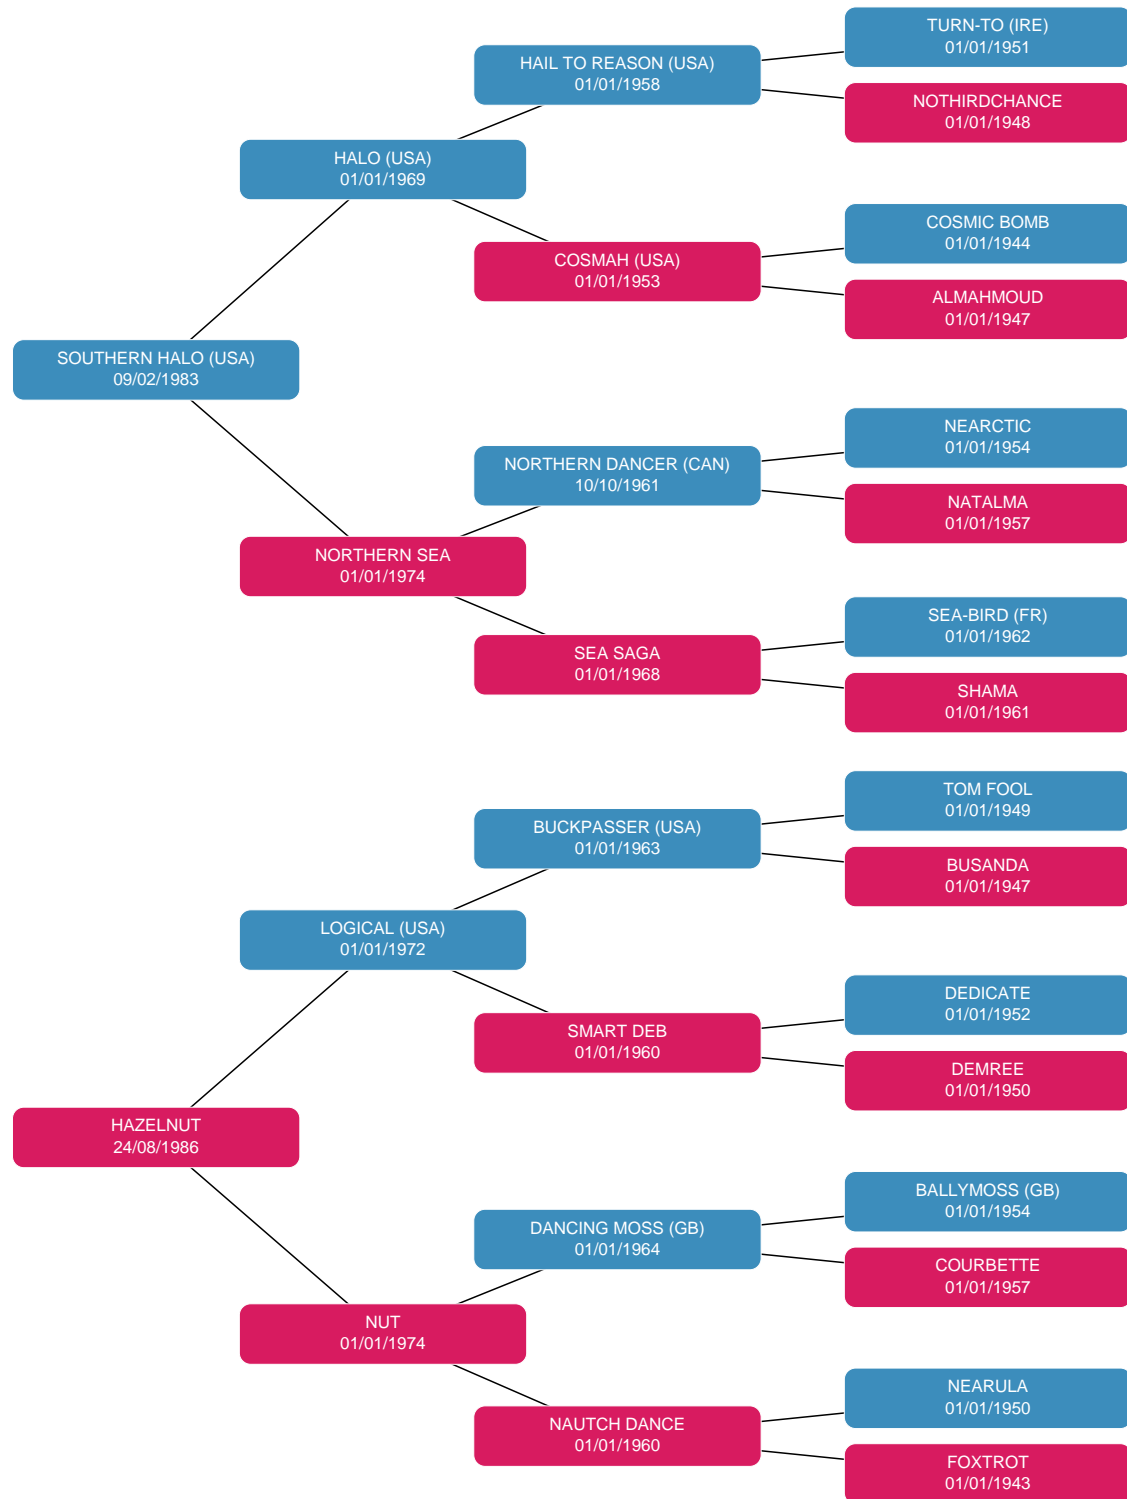 TURN-TO (IRE)
01/01/1951
HAIL TO REASON (USA)
01/01/1958
NOTHIRDCHANCE
01/01/1948
HALO (USA)
01/01/1969
COSMIC BOMB
01/01/1944
COSMAH (USA)
01/01/1953
ALMAHMOUD
01/01/1947
SOUTHERN HALO (USA)
09/02/1983
NEARCTIC
01/01/1954
NORTHERN DANCER (CAN)
10/10/1961
NATALMA
01/01/1957
NORTHERN SEA
01/01/1974
SEA-BIRD (FR)
01/01/1962
SEA SAGA
01/01/1968
SHAMA
01/01/1961
TOM FOOL
01/01/1949
BUCKPASSER (USA)
01/01/1963
BUSANDA
01/01/1947
LOGICAL (USA)
01/01/1972
DEDICATE
01/01/1952
SMART DEB
01/01/1960
DEMREE
01/01/1950
HAZELNUT
24/08/1986
BALLYMOSS (GB)
01/01/1954
DANCING MOSS (GB)
01/01/1964
COURBETTE
01/01/1957
NUT
01/01/1974
NEARULA
01/01/1950
NAUTCH DANCE
01/01/1960
FOXTROT
01/01/1943